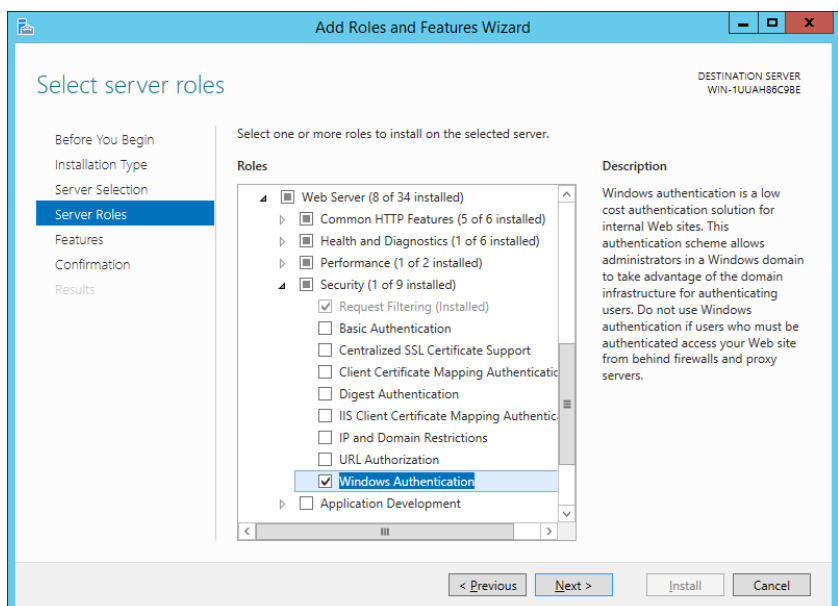 Add Roles and Features Wizard
Select server roles
DESTINATION SERVER
WIN-1UUAH86C9BE
Before You Begin
Installation Type
Server Selection
Server Roles
Features
Confirmation
Results
Select one or more roles to install on the selected server.
Roles
Web Server (8 of 34 installed)
Common HTTP Features (5 of 6 installed)
Health and Diagnostics (1 of 6 installed)
Performance (1 of 2 installed)
Security (1 of 9 installed)
Request Filtering (Installed)
Basic Authentication
Centralized SSL Certificate Support
Client Certificate Mapping Authenticatic
Digest Authentication
IIS Client Certificate Mapping Authentic
IP and Domain Restrictions
URL Authorization
Windows Authentication
Application Development
Description
Windows authentication is a low
cost authentication solution for
internal Web sites. This
authentication scheme allows
administrators in a Windows domain
to take advantage of the domain
infrastructure for authenticating
users. Do not use Windows
authentication if users who must be
authenticated access your Web site
from behind firewalls and proxy
servers.
< Previous
Next >
Install
Cancel